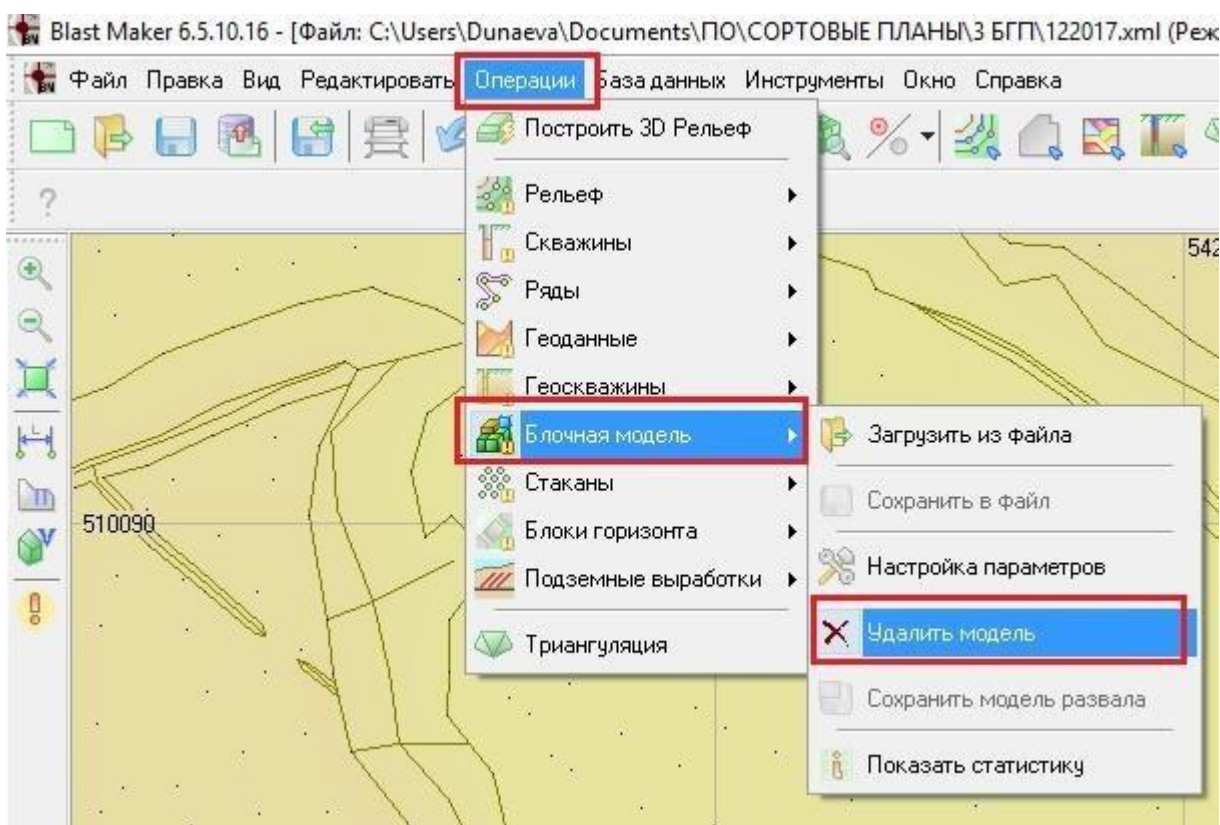 Blast Maker 6.5.10.16 - [Файл: C:\Users\Dunaeva\Documents\ПО\СОРТОВЫЕ ПЛАНЫ\3 БГП\122017.xml (Реж
Файл Правка Вид Редактировать Операции База данных Инструменты Окно Справка
Построить 3D Рельеф
Рельеф
Скважины
542
Ряды
Геоданные
Геоскважины
Блочная модель
Загрузить из файла
Стаканы
Сохранить в файл
510090
Блоки горизонта
Настройка параметров
Подземные выработки
Удалить модель
Триангуляция
Сохранить модель развала
Показать статистику